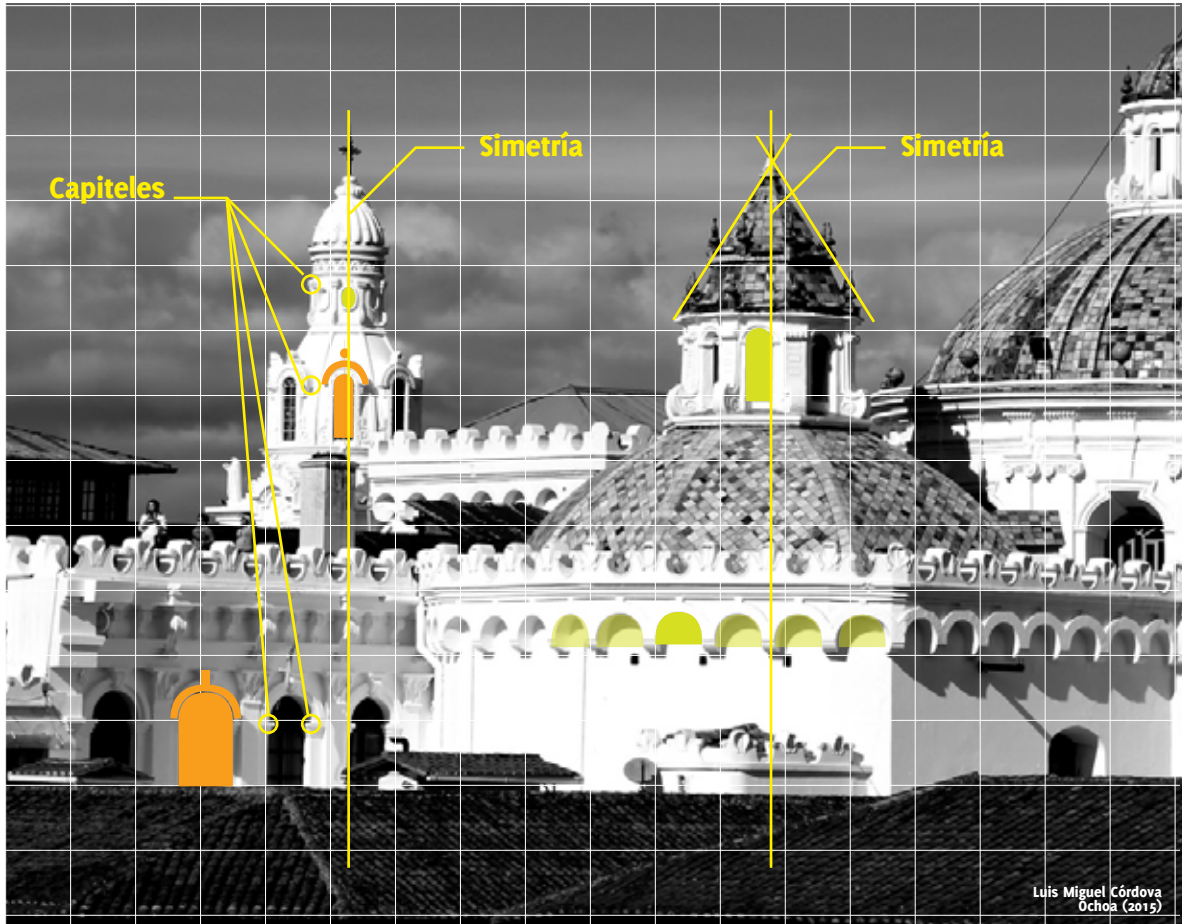 Simetría
Simetría
Capiteles
Luis Miguel Córdova
Ochoa (2015)